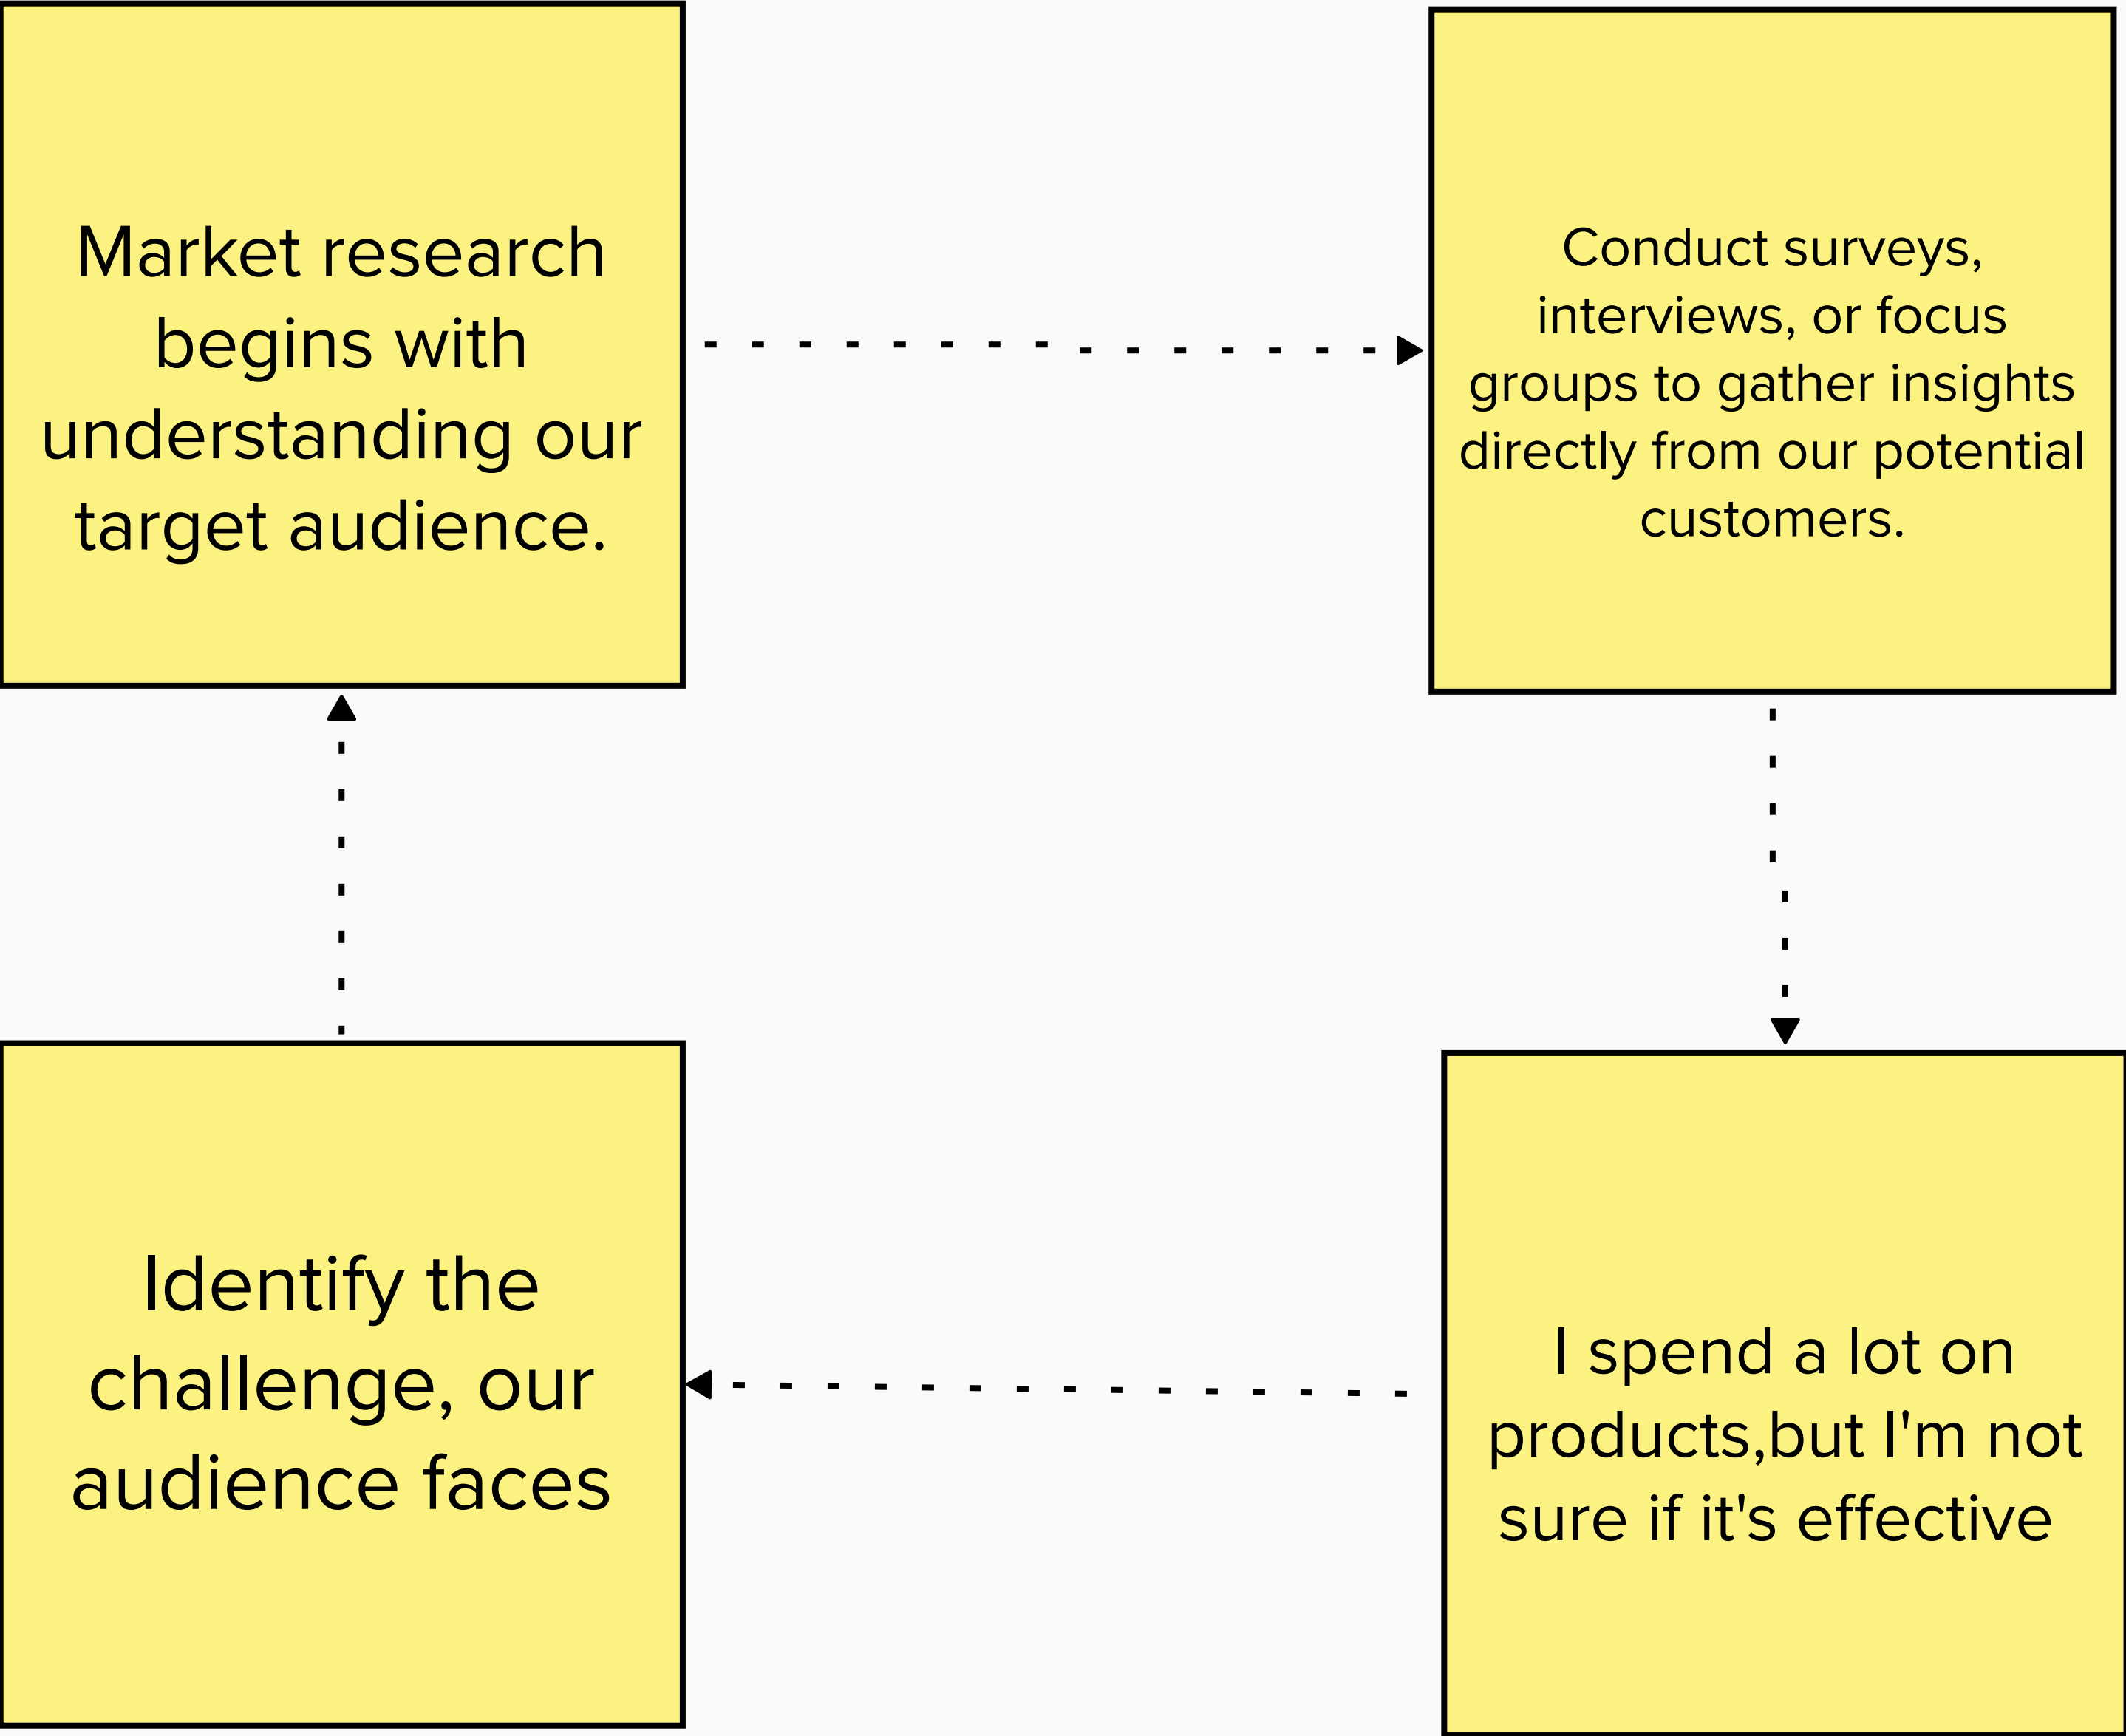 Market research
begins with
understanding our
target audience.
Conduct surveys,
interviews, or focus
groups to gather insights
directly from our potential
customers.
Identify the
challenge, our
audience faces
I spend a lot on
products,but I'm not
sure if it's effective